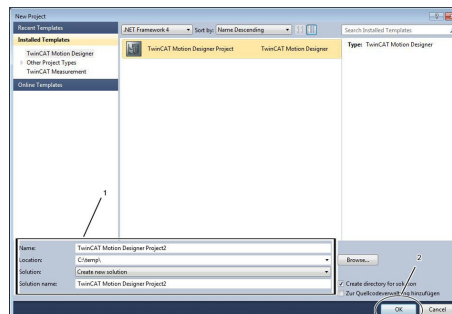 New Project
Recent Templates
.NET Framework 4
Sort by: Name Descending
Search Installed Templates
Installed Templates
TwinCAT Motion Designer
Other Project Types
TwinCAT Measurement
Online Templates
TwinCAT Motion Designer Project
TwinCAT Motion Designer
Type: TwinCAT Motion Designer
1
Name:
TwinCAT Motion Designer Project2
Location:
C:\temp\
Browse...
2
Solution:
Create new solution
Solution name:
TwinCAT Motion Designer Project2
Create directory for solution
Zur Quellcodeverwaltung hinzufügen
OK
Cancel